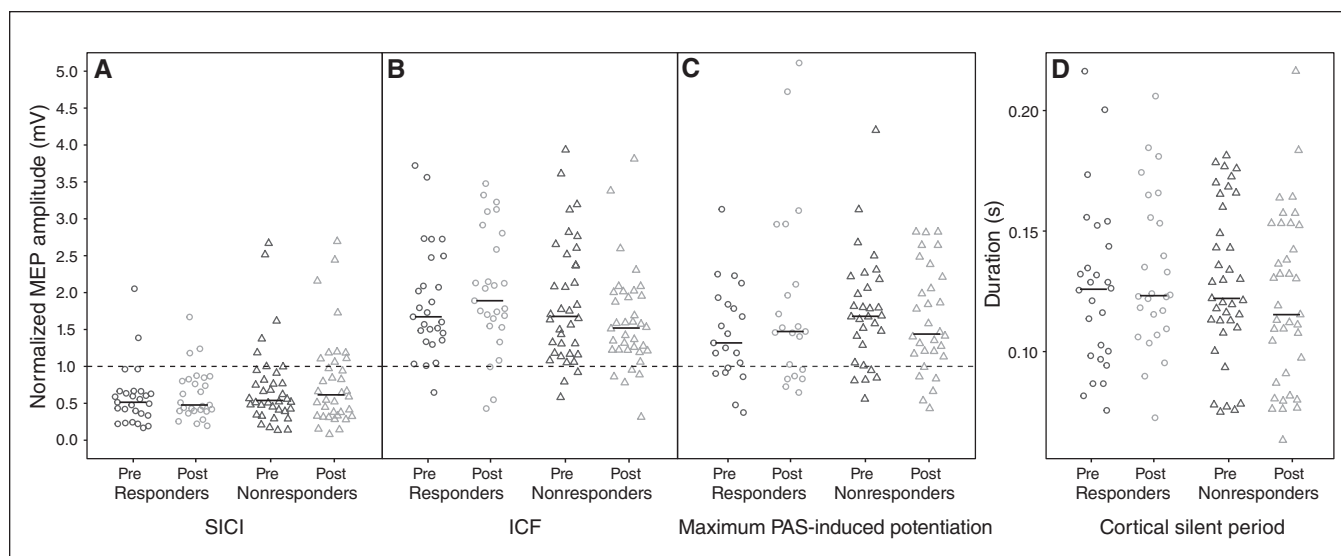 A
B
C
D
Normalized MEP amplitude (mV)
5.0
4.5
4.0
3.5
3.0
2.5
2.0
1.5
1.0
0.5
0.0
Duration (s)
0.20
0.15
0.10
Pre Post Pre Post
Responders Nonresponders
SICI
Pre Post Pre Post
Responders Nonresponders
ICF
Pre Post Pre Post
Responders Nonresponders
Maximum PAS-induced potentiation
Pre Post Pre Post
Responders Nonresponders
Cortical silent period